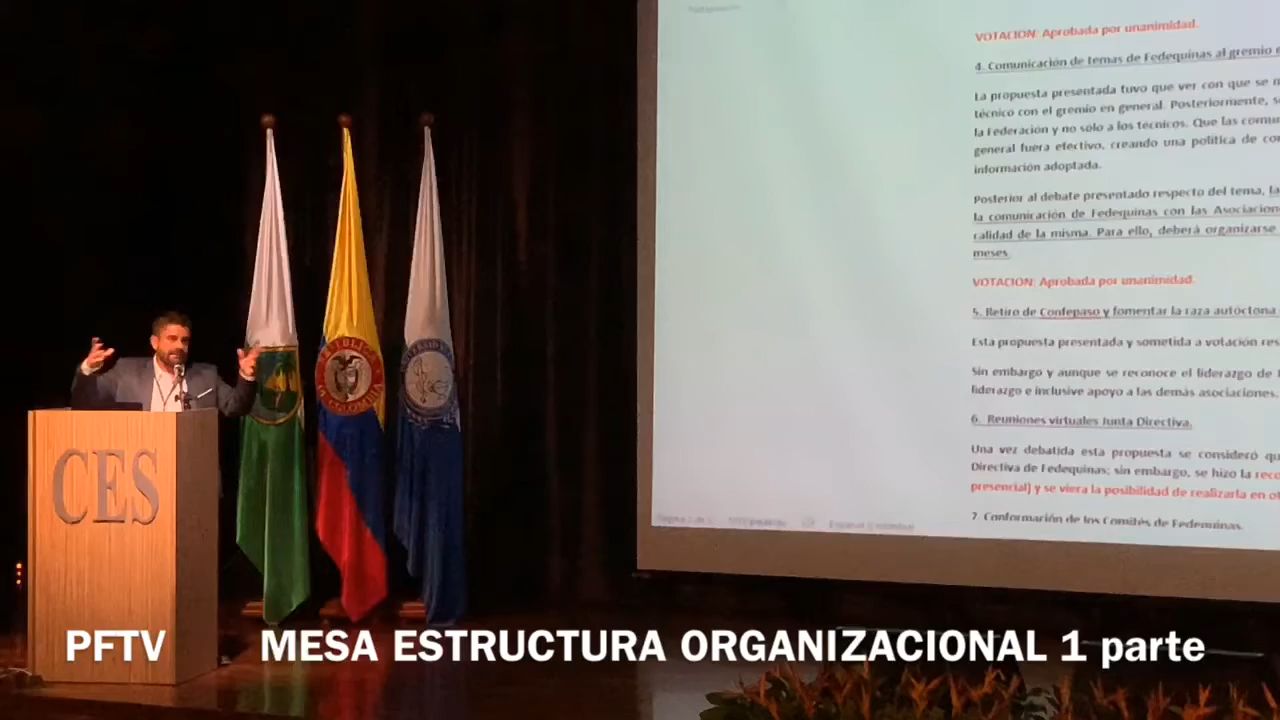 VOTACION: Aprobada por unanimidad.
4. Comunicación de temas de Fedequinas al gremio e
La propuesta presentada tuvo que ver con que se
técnico con el gremio en general. Posteriormente, s
la Federación y no solo a los técnicos. Que las comu
general fuera efectivo, creando una política de co
información adoptada.
Posterior al debate presentado respecto del tema, la
la comunicación de Fedequinas con las Asociacion
calidad de la misma. Para ello, deberá organizarse
meses.
VOTACION: Aprobada por unanimidad.
5. Retiro de Confepaso y fomentar la raza autóctona
Esta propuesta presentada y sometida a votación res
Sin embargo y aunque se reconoce el liderazgo de
liderazgo e inclusive apoyo a las demás asociaciones.
6. Reuniones virtuales Junta Directiva.
Una vez debatida esta propuesta se consideró qu
Directiva de Fedequinas; sin embargo, se hizo la reco
presencial) y se viera la posibilidad de realizarla en ot
7. Conformación de los Comités de Fedequinas.
REPUBLICA
DE COLOMBIA
CES
PFTV MESA ESTRUCTURA ORGANIZACIONAL 1 parte